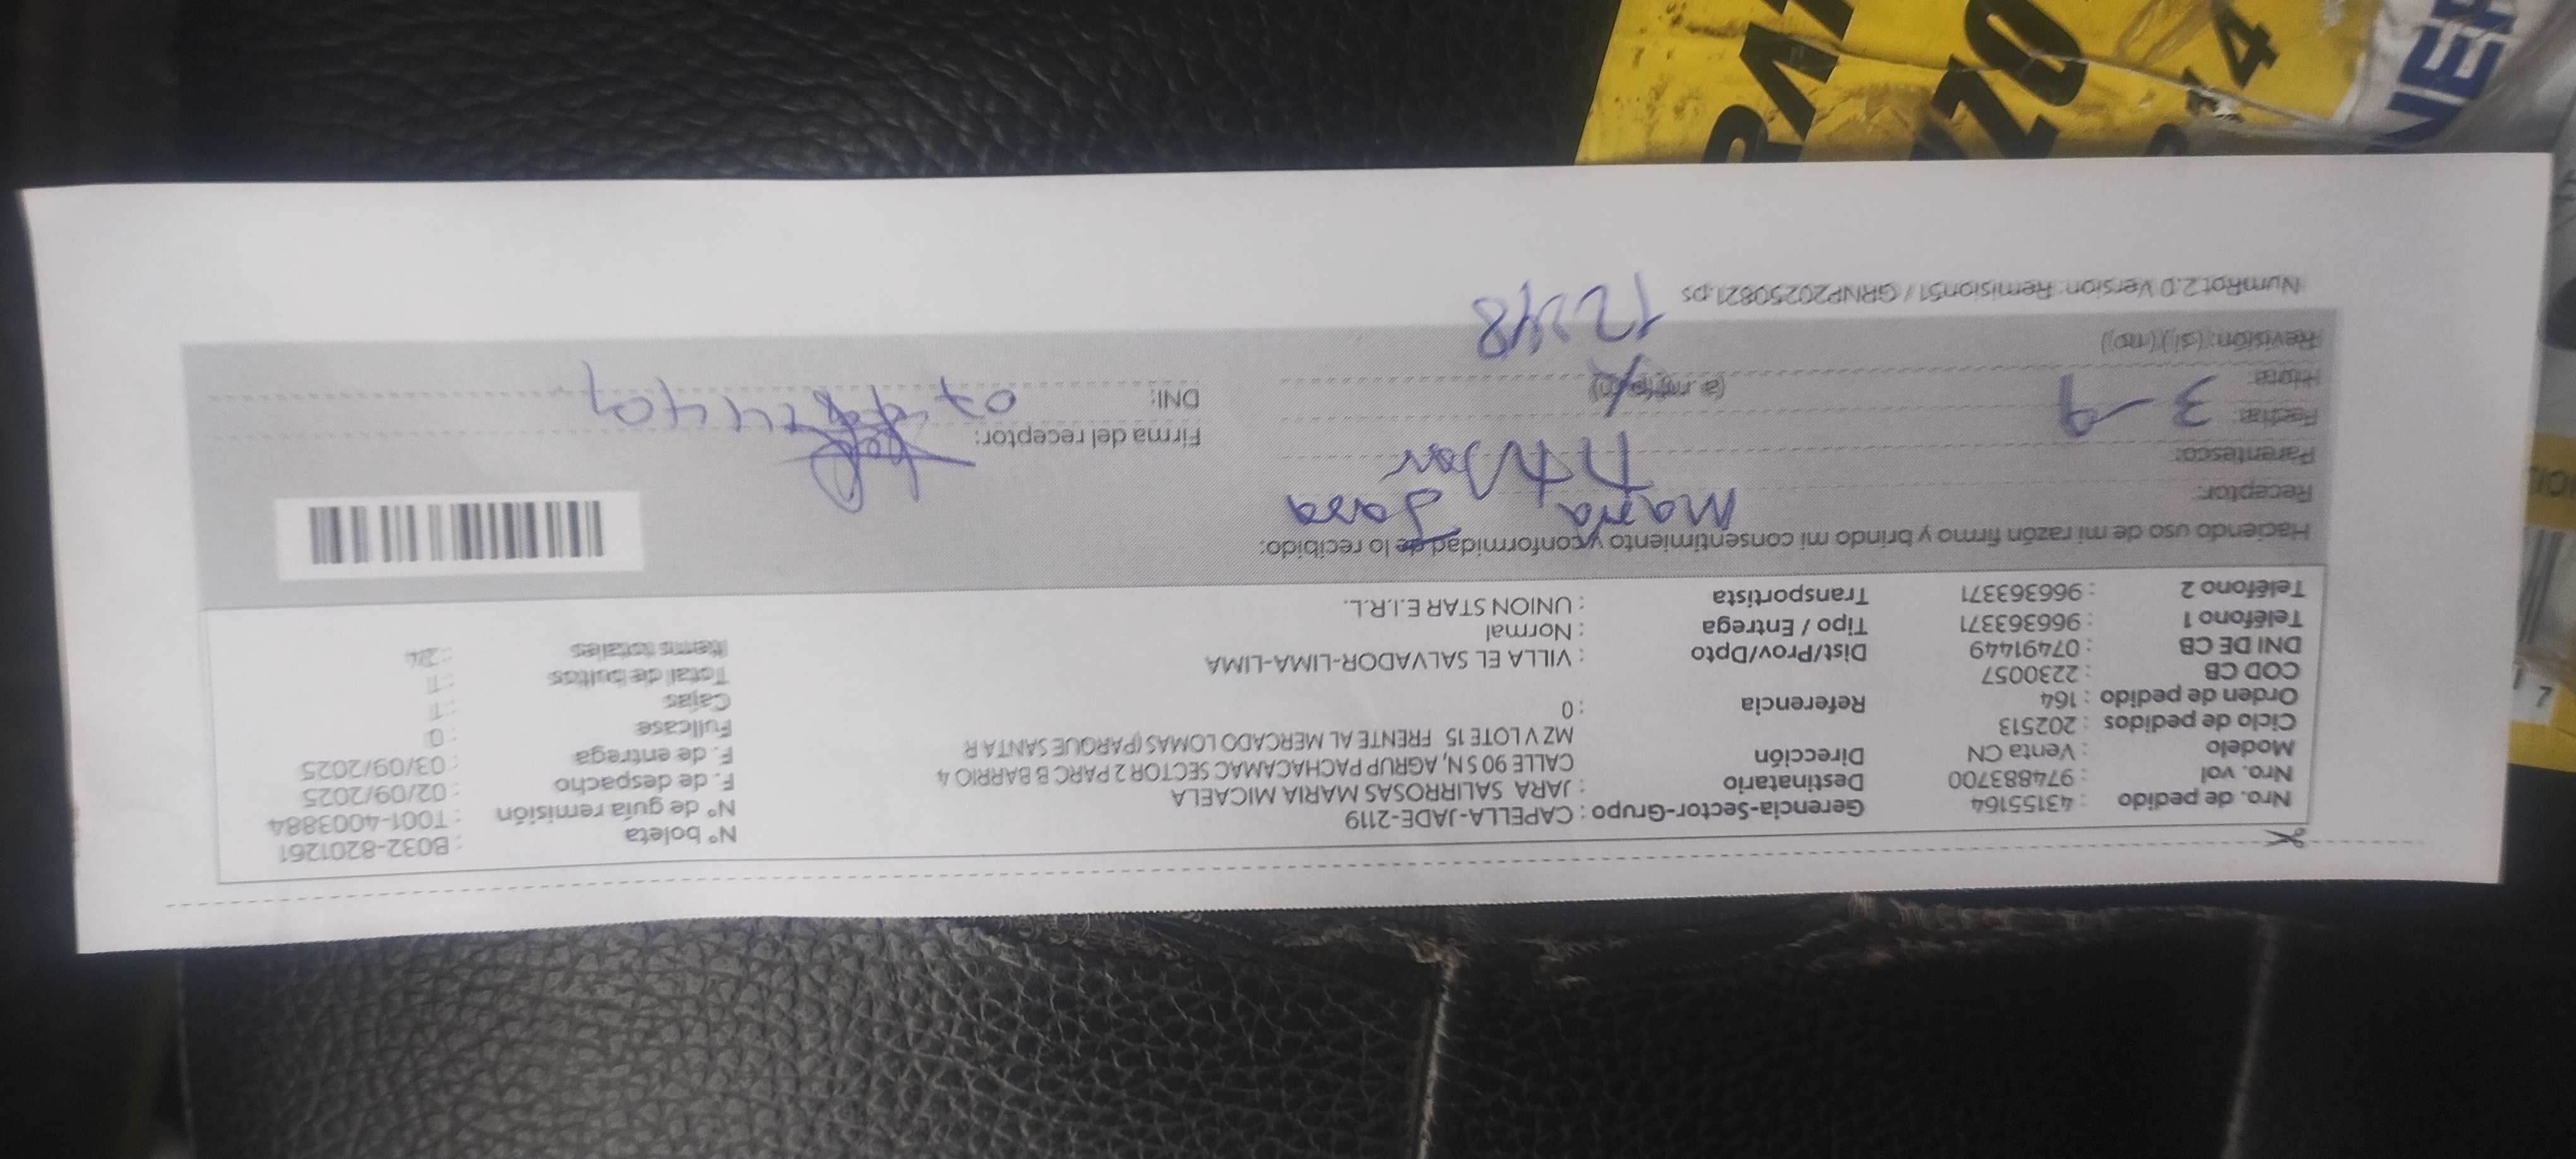 Nro. de pedido : 43155164
Nro. vol : 974883700
Modelo : Venta CN
Ciclo de pedidos : 202513
Orden de pedido : 164
COD CB : 2230057
DNI DE CB : 07491449
Teléfono 1 : 966363371
Teléfono 2 : 966363371
Gerencia-Sector-Grupo : CAPELLA-JADE-2119
Destinatario : JARA SALIRROSAS MARIA MICAELA
Dirección CALLE 90 S N, AGRUP PACHACAMAC SECTOR 2 PARC B BARRIO 4
MZ V LOTE 15 FRENTE AL MERCADO LOMAS (PARQUE SANTA R
Referencia : 0
Dist/Prov/Dpto : VILLA EL SALVADOR-LIMA-LIMA
Tipo / Entrega : Normal
Transportista : UNION STAR E.I.R.L.
N° boleta : B032-8201261
N° de guía remisión : T001-4003884
F. de despacho : 02/09/2025
F. de entrega : 03/09/2025
Fullcase : 0
Cajas : 1
Total de bultos : 1
Items totales : 24
Haciendo uso de mi razón firmo y brindo mi consentimiento y conformidad de lo recibido:
Receptor: Maria Jara
Parentesco:
Fecha: 3-9
Hora: (a m) (p m)
Revisión: (si) (no)
Firma del receptor:
DNI:
NumRot2.0 Version: Remision51 / GRNP20250821.ps